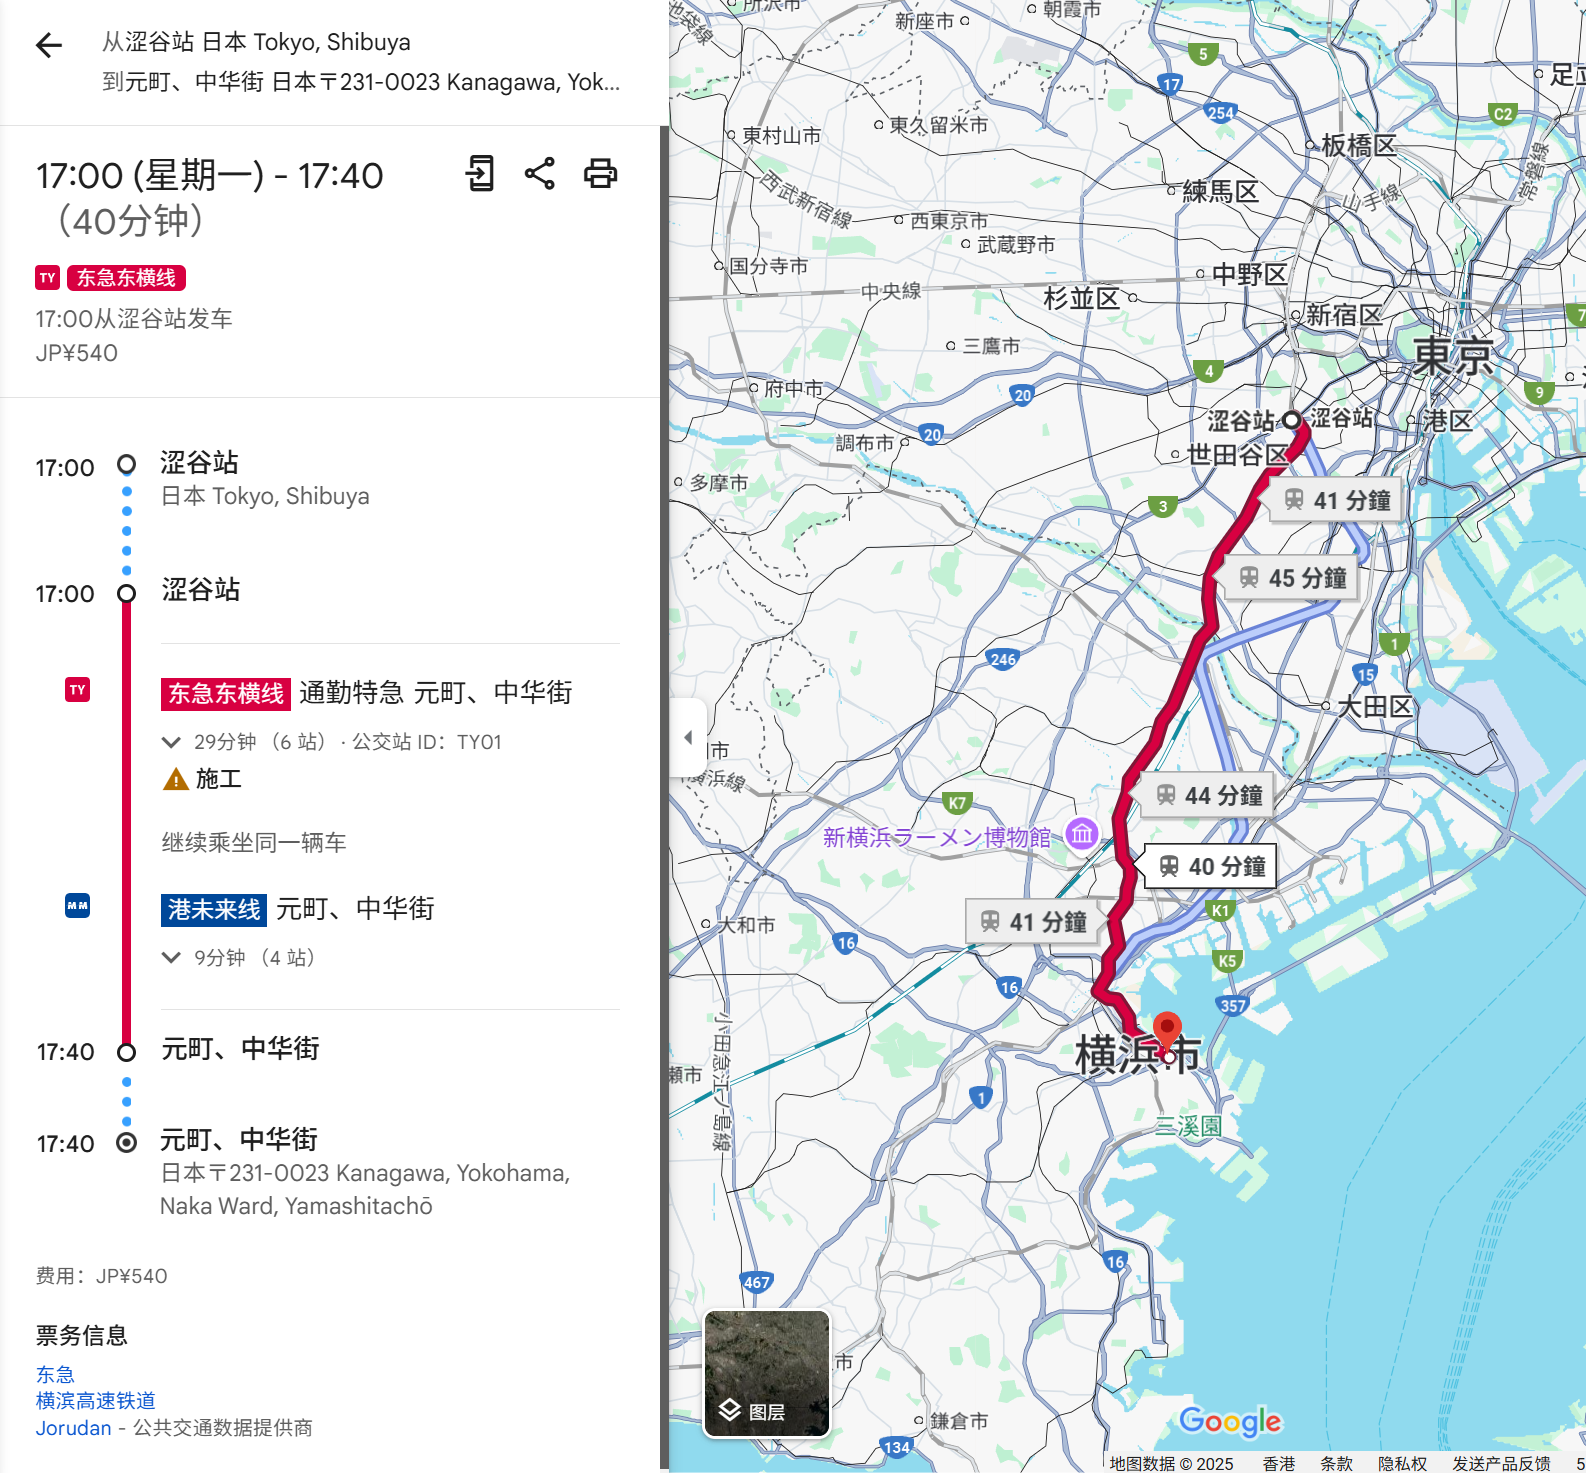 从涩谷站 日本 Tokyo, Shibuya
到元町、中华街 日本〒231-0023 Kanagawa, Yok...
17:00 (星期一) - 17:40
（40分钟）
TY 东急东横线
17:00从涩谷站发车
JP¥540
17:00 涩谷站
日本 Tokyo, Shibuya
17:00 涩谷站
TY 东急东横线 通勤特急 元町、中华街
29分钟 （6 站） · 公交站 ID：TY01
施工
继续乘坐同一辆车
MM 港未来线 元町、中华街
9分钟 （4 站）
17:40 元町、中华街
17:40 元町、中华街
日本〒231-0023 Kanagawa, Yokohama,
Naka Ward, Yamashitachō
费用：JP¥540
票务信息
东急
横滨高速铁道
Jorudan - 公共交通数据提供商
所沢市
池袋線
新座市
朝霞市
5
17
254
足立
C2
東村山市
東久留米市
板橋区
常磐線
西武新宿線
練馬区
山手線
西東京市
武蔵野市
国分寺市
中野区
中央線
杉並区
新宿区
7
三鷹市
東京
4
府中市
20
9
涩谷站
涩谷站
港区
調布市
20
世田谷区
多摩市
3
41 分鐘
45 分鐘
246
1
15
大田区
市
横浜線
44 分鐘
K7
新横浜ラーメン博物館
40 分鐘
41 分鐘
K1
大和市
16
K5
16
357
小田急江ノ島線
横浜市
瀬市
1
三溪園
16
467
市
图层
鎌倉市
134
Google
地图数据 © 2025 香港 条款 隐私权 发送产品反馈 5